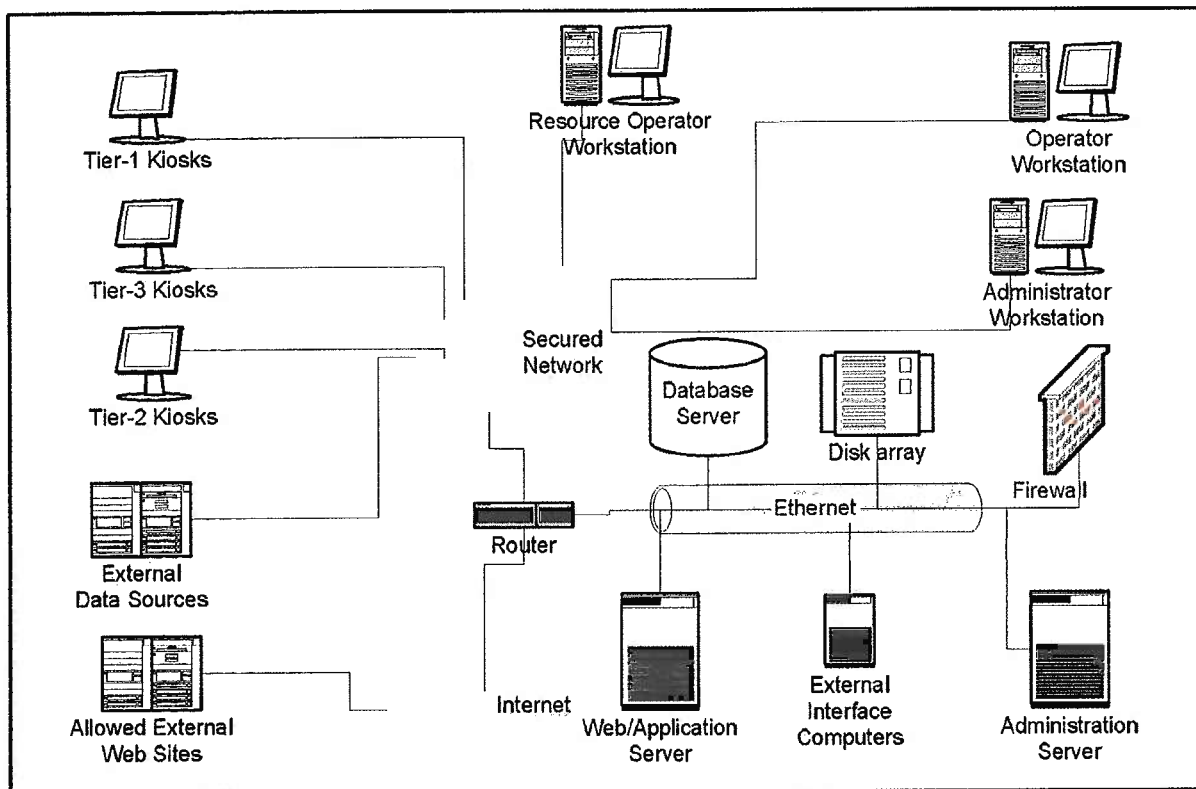 Tier-1 Kiosks
Resource Operator
Workstation
Operator
Workstation
Tier-3 Kiosks
Administrator
Workstation
Tier-2 Kiosks
Secured
Network
Database
Server
Disk array
Firewall
Ethernet
Router
External
Data Sources
Allowed External
Web Sites
Internet
Web/Application
Server
External
Interface
Computers
Administration
Server